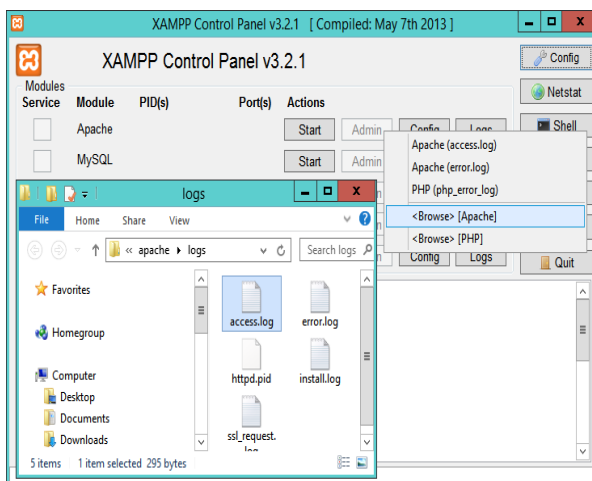 XAMPP Control Panel v3.2.1 [ Compiled: May 7th 2013 ]
XAMPP Control Panel v3.2.1
Config
Modules
Service Module PID(s) Port(s) Actions
Netstat
Apache Start Admin Config Logs
Shell
MySQL Start Admin
Apache (access.log)
Apache (error.log)
PHP (php_error_log)
<Browse> [Apache]
<Browse> [PHP]
Config Logs
Quit
logs
File Home Share View
« apache logs Search logs
Favorites
Homegroup
Computer
Desktop
Documents
Downloads
access.log error.log
httpd.pid install.log
ssl_request.
5 items 1 item selected 295 bytes